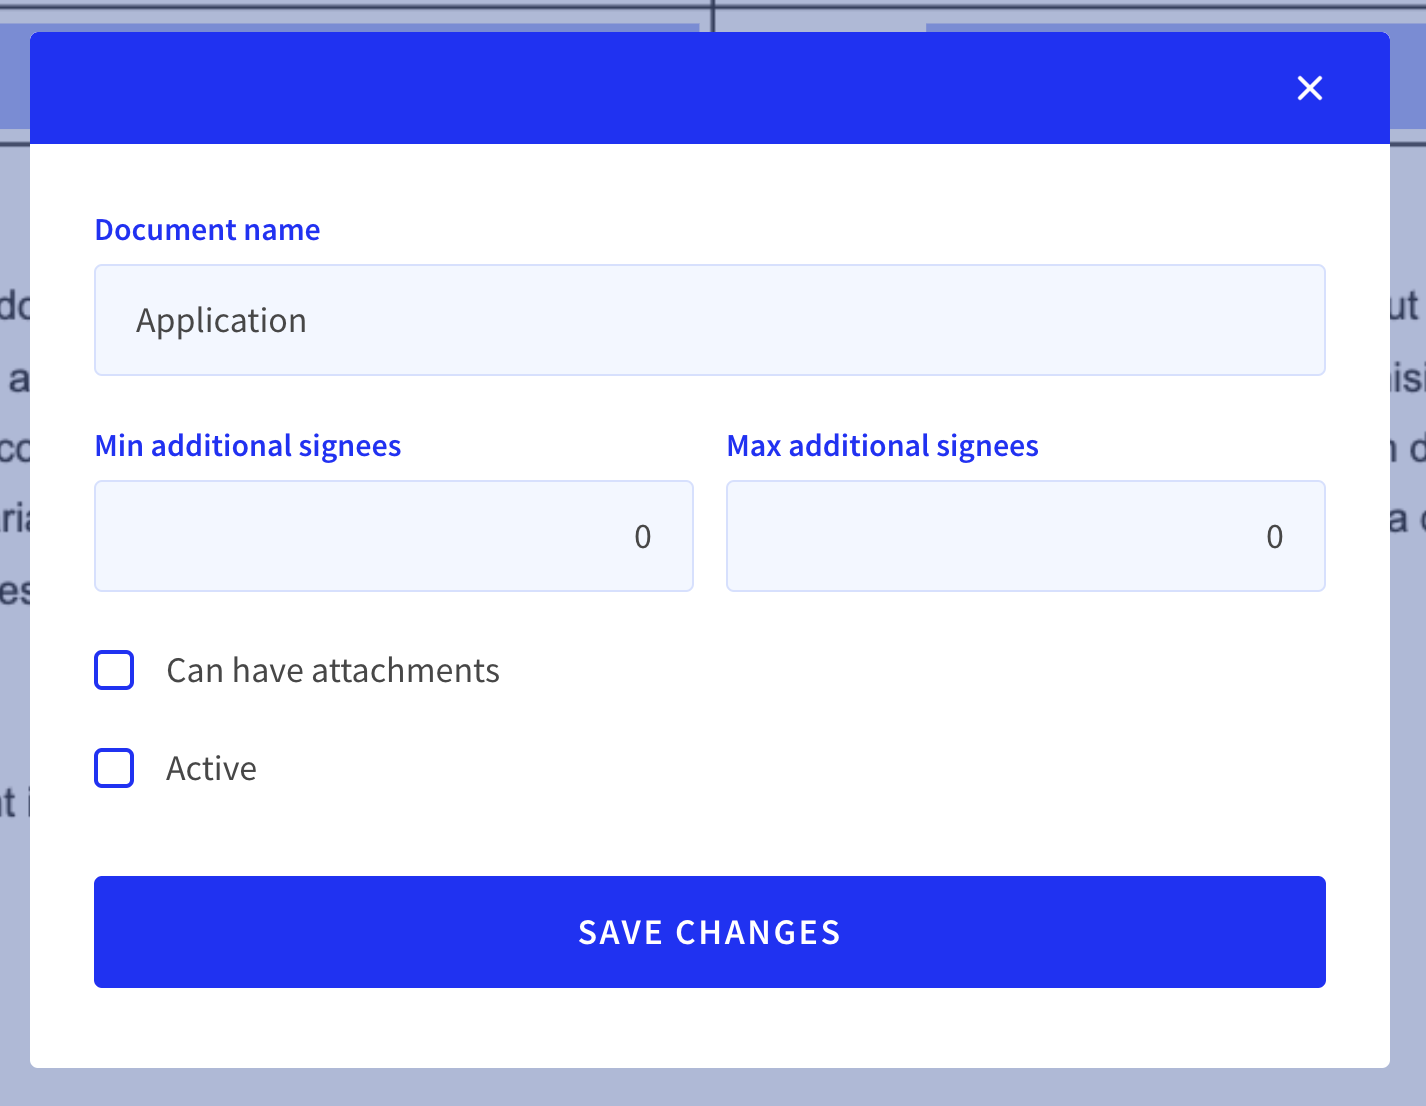 Document name
Application
Min additional signees Max additional signees
0 0
Can have attachments
Active
SAVE CHANGES